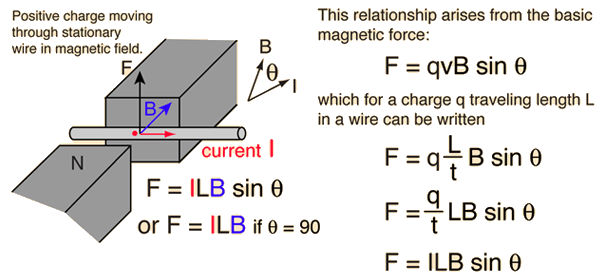 Positive charge moving
through stationary
wire in magnetic field.
F
B
θ
I
B
current I
N
F = ILB sin θ
or F = ILB if θ = 90
This relationship arises from the basic
magnetic force:
F = qvB sin θ
which for a charge q traveling length L
in a wire can be written
F = q L/t B sin θ
F = q/t LB sin θ
F = ILB sin θ